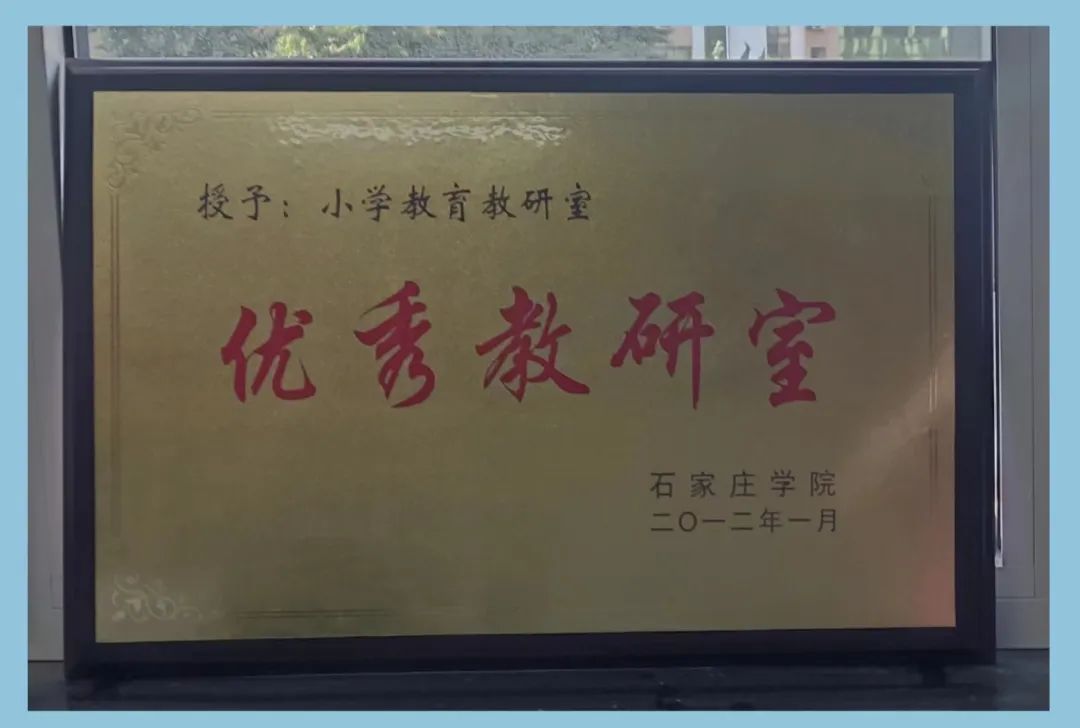 授予：小学教育教研室
优秀教研室
石家庄学院
二〇一二年一月